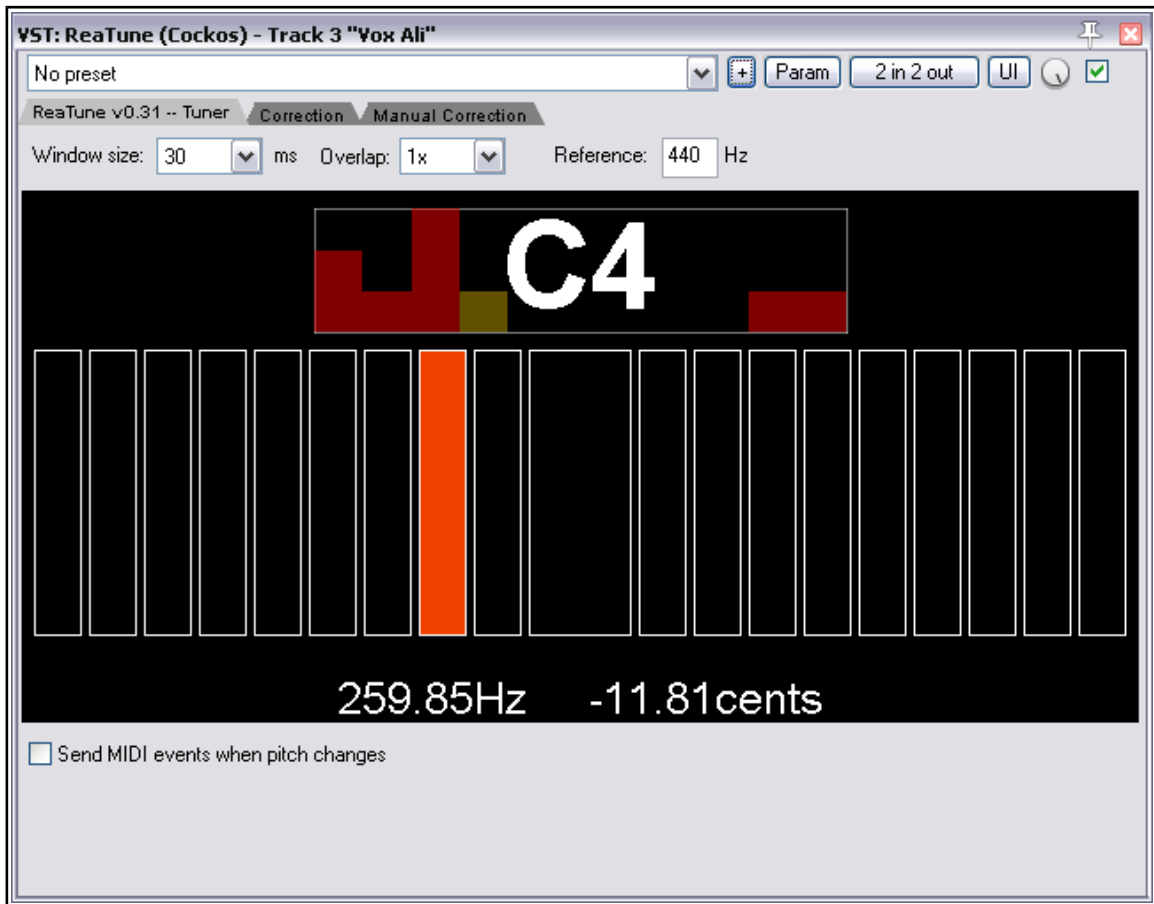 VST: ReaTune (Cockos) - Track 3 "Vox Ali"
No preset + Param 2 in 2 out UI
ReaTune v0.31 -- Tuner Correction Manual Correction
Window size: 30 ms Overlap: 1x Reference: 440 Hz
C4
259.85Hz -11.81cents
Send MIDI events when pitch changes